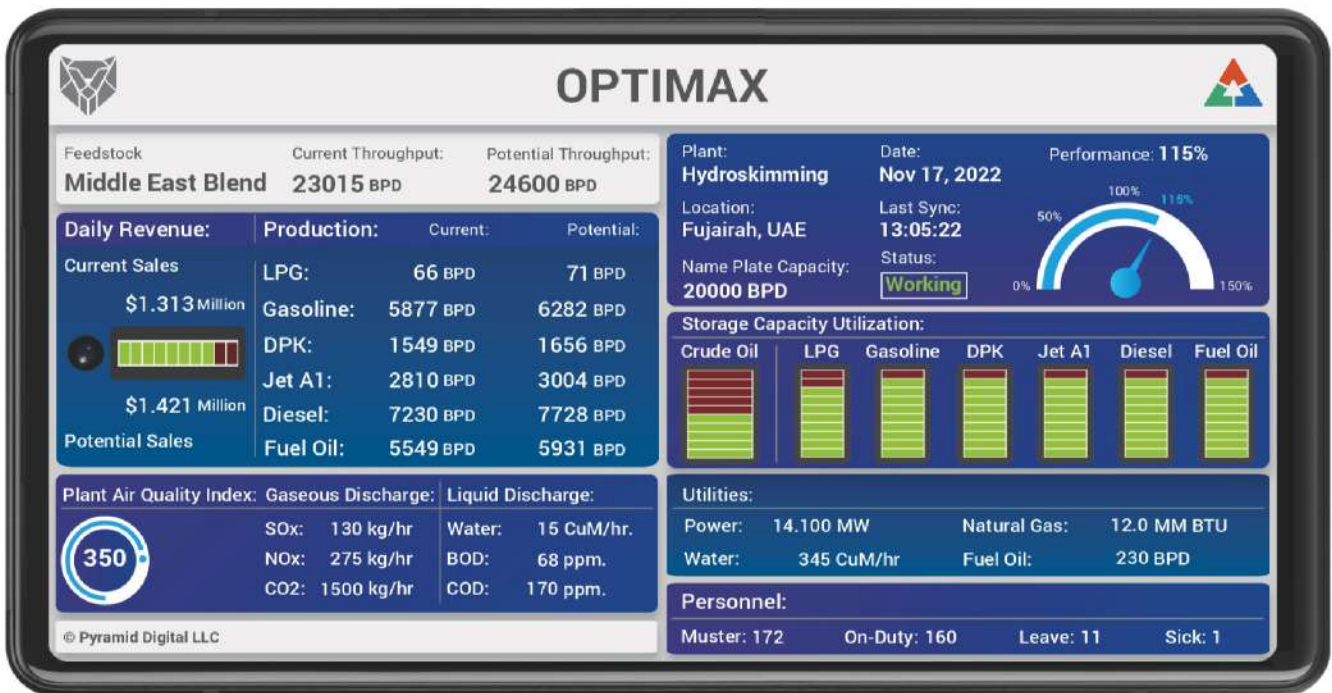 OPTIMAX
Feedstock
Middle East Blend
Current Throughput:
23015 BPD
Potential Throughput:
24600 BPD
Daily Revenue:
Current Sales
$1.313 Million
$1.421 Million
Potential Sales
Production: Current: Potential:
LPG: 66 BPD 71 BPD
Gasoline: 5877 BPD 6282 BPD
DPK: 1549 BPD 1656 BPD
Jet A1: 2810 BPD 3004 BPD
Diesel: 7230 BPD 7728 BPD
Fuel Oil: 5549 BPD 5931 BPD
Plant Air Quality Index:
350
Gaseous Discharge:
SOx: 130 kg/hr
NOx: 275 kg/hr
CO2: 1500 kg/hr
Liquid Discharge:
Water: 15 CuM/hr.
BOD: 68 ppm.
COD: 170 ppm.
© Pyramid Digital LLC
Plant:
Hydroskimming
Location:
Fujairah, UAE
Name Plate Capacity:
20000 BPD
Date:
Nov 17, 2022
Last Sync:
13:05:22
Status:
Working
Performance: 115%
0%
50%
100%
115%
150%
Storage Capacity Utilization:
Crude Oil LPG Gasoline DPK Jet A1 Diesel Fuel Oil
Utilities:
Power: 14.100 MW Natural Gas: 12.0 MM BTU
Water: 345 CuM/hr Fuel Oil: 230 BPD
Personnel:
Muster: 172 On-Duty: 160 Leave: 11 Sick: 1